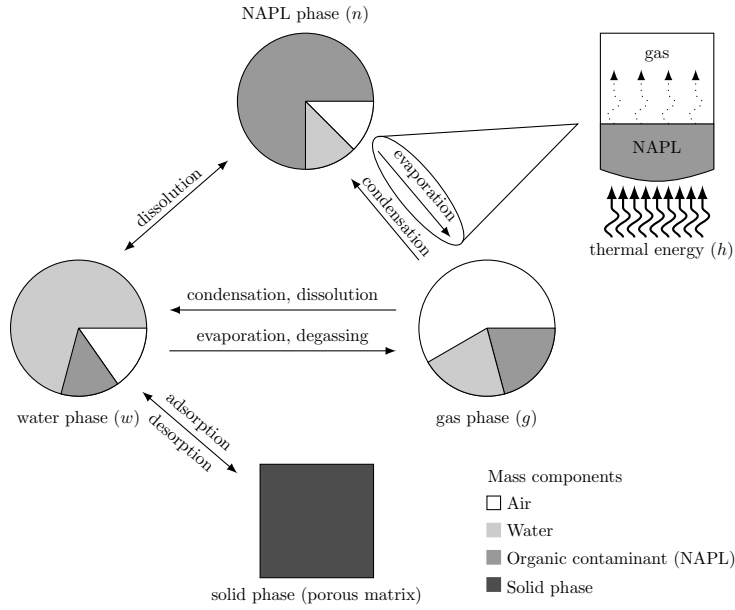 NAPL phase (n)
gas
NAPL
thermal energy (h)
dissolution
evaporation
condensation
condensation, dissolution
evaporation, degassing
water phase (w)
gas phase (g)
adsorption
desorption
solid phase (porous matrix)
Mass components
Air
Water
Organic contaminant (NAPL)
Solid phase